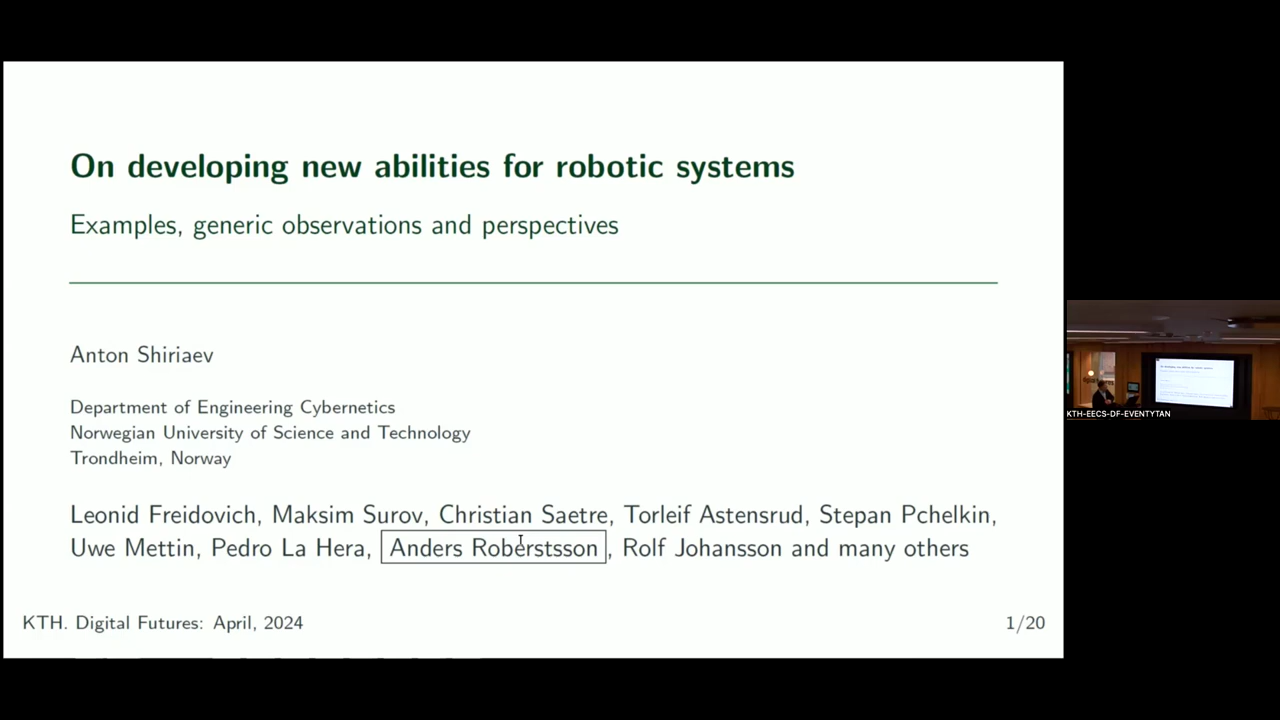 On developing new abilities for robotic systems
Examples, generic observations and perspectives
Anton Shiriaev
Department of Engineering Cybernetics
Norwegian University of Science and Technology
Trondheim, Norway
Leonid Freidovich, Maksim Surov, Christian Saetre, Torleif Astensrud, Stepan Pchelkin,
Uwe Mettin, Pedro La Hera, Anders Roberstsson, Rolf Johansson and many others
KTH. Digital Futures: April, 2024
1/20
KTH-EECS-DF-EVENTYTAN